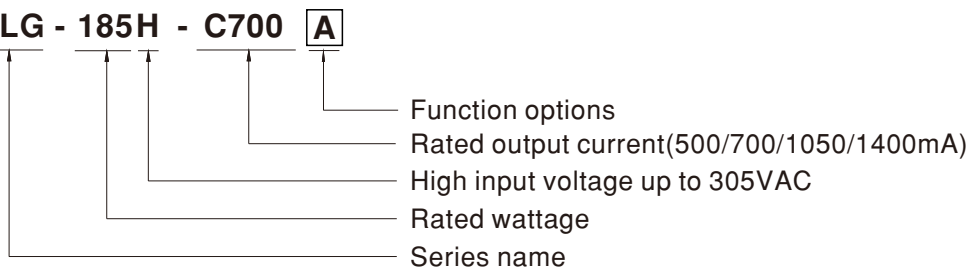 LG - 185H - C700 A
Function options
Rated output current(500/700/1050/1400mA)
High input voltage up to 305VAC
Rated wattage
Series name